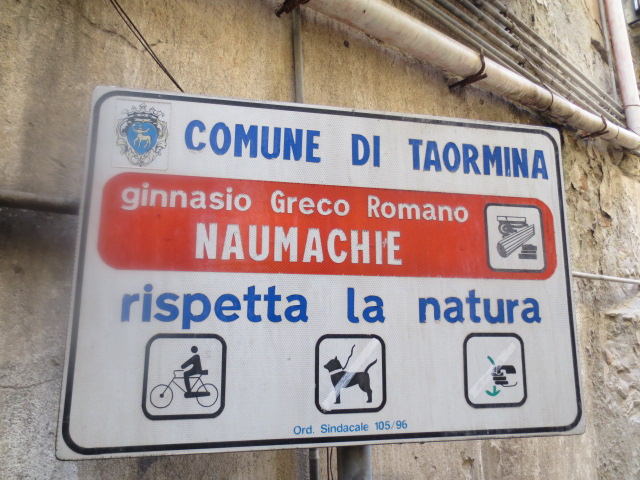 COMUNE DI TAORMINA
ginnasio Greco Romano
NAUMACHIE
rispetta la natura
Ord. Sindacale 105/96